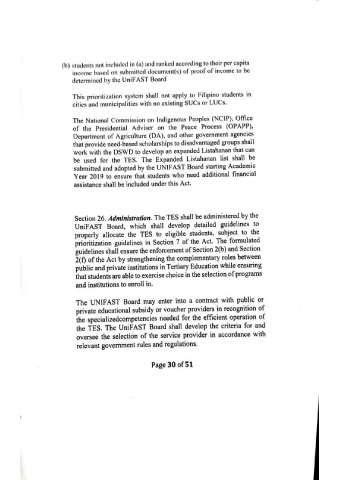 (b) students not included in (a) and ranked according to their per capita
income based on submitted document(s) of proof of income to be
determined by the UniFAST Board
This prioritization system shall not apply to Filipino students in
cities and municipalities with no existing SUCs or LUCs.
The National Commission on Indigenous Peoples (NCIP), Office
of the Presidential Adviser on the Peace Process (OPAPP),
Department of Agriculture (DA), and other government agencies
that provide need-based scholarships to disadvantaged groups shall
work with the DSWD to develop an expanded Listahanan that can
be used for the TES. The Expanded Listahanan list shall be
submitted and adopted by the UNIFAST Board starting Academic
Year 2019 to ensure that students who need additional financial
assistance shall be included under this Act.
Section 26. Administration. The TES shall be administered by the
UniFAST Board, which shall develop detailed guidelines to
properly allocate the TES to eligible students, subject to the
prioritization guidelines in Section 7 of the Act. The formulated
guidelines shall ensure the enforcement of Section 2(b) and Section
2(f) of the Act by strengthening the complementary roles between
public and private institutions in Tertiary Education while ensuring
that students are able to exercise choice in the selection of programs
and institutions to enroll in.
The UNIFAST Board may enter into a contract with public or
private educational subsidy or voucher providers in recognition of
the specializedcompetencies needed for the efficient operation of
the TES. The UniFAST Board shall develop the criteria for and
oversee the selection of the service provider in accordance with
relevant government rules and regulations.
Page 30 of 51